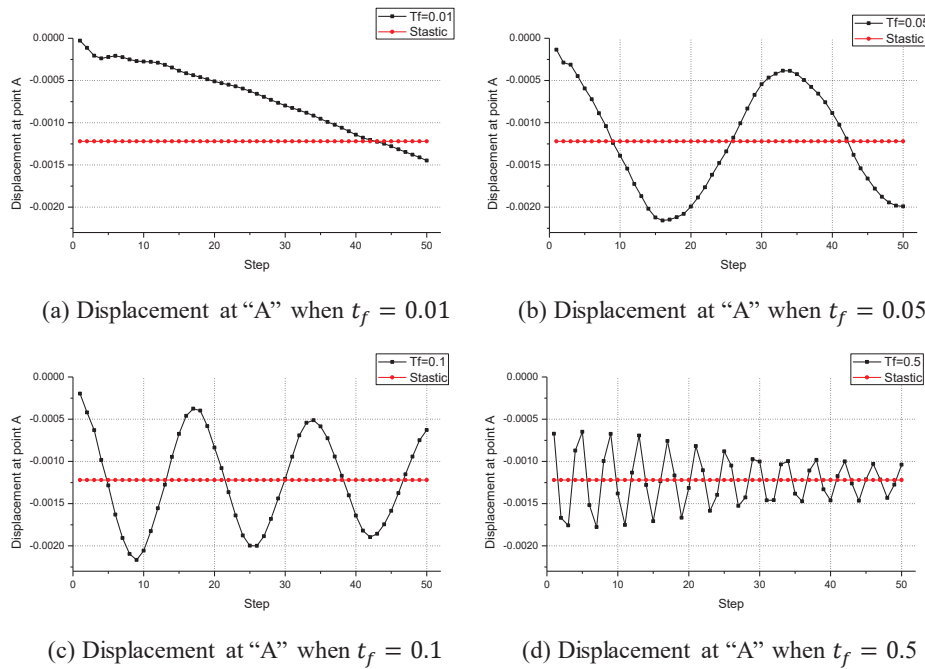 Tf=0.01
Stastic
0.0000
-0.0005
-0.0010
-0.0015
-0.0020
Displacement at point A
0 10 20 30 40 50
Step
(a) Displacement at “A” when t_f = 0.01
Tf=0.05
Stastic
0.0000
-0.0005
-0.0010
-0.0015
-0.0020
Displacement at point A
0 10 20 30 40 50
Step
(b) Displacement at “A” when t_f = 0.05
Tf=0.1
Stastic
0.0000
-0.0005
-0.0010
-0.0015
-0.0020
Displacement at point A
0 10 20 30 40 50
Step
(c) Displacement at “A” when t_f = 0.1
Tf=0.5
Stastic
0.0000
-0.0005
-0.0010
-0.0015
-0.0020
Displacement at point A
0 10 20 30 40 50
Step
(d) Displacement at “A” when t_f = 0.5